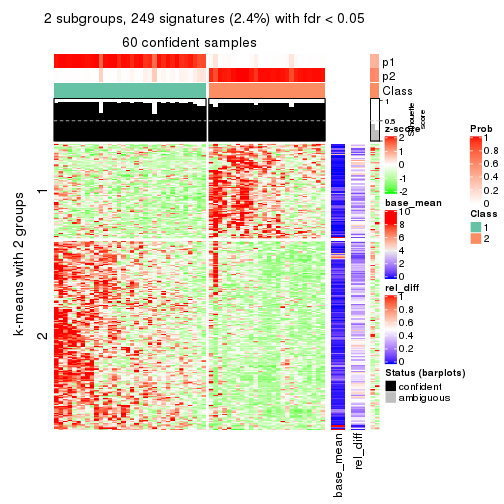 2 subgroups, 249 signatures (2.4%) with fdr < 0.05
60 confident samples
p1
p2
Class
1
0.5
0
Silhouette
score
k-means with 2 groups
1
2
base_mean
rel_diff
z-score
2
1
0
-1
-2
base_mean
10
8
6
4
2
0
rel_diff
1
0.8
0.6
0.4
0.2
0
Status (barplots)
confident
ambiguous
Prob
1
0.8
0.6
0.4
0.2
0
Class
1
2